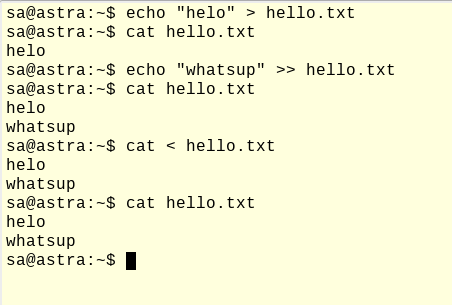 sa@astra:~$ echo "helo" > hello.txt
sa@astra:~$ cat hello.txt
helo
sa@astra:~$ echo "whatsup" >> hello.txt
sa@astra:~$ cat hello.txt
helo
whatsup
sa@astra:~$ cat < hello.txt
helo
whatsup
sa@astra:~$ cat hello.txt
helo
whatsup
sa@astra:~$